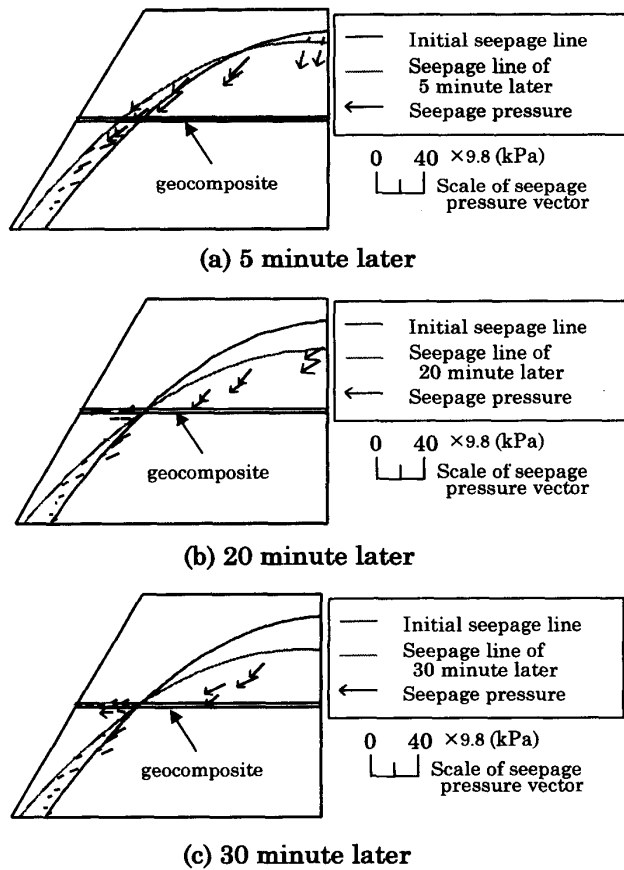 Initial seepage line
Seepage line of
5 minute later
Seepage pressure
0 40 ×9.8 (kPa)
Scale of seepage
pressure vector
geocomposite
(a) 5 minute later
Initial seepage line
Seepage line of
20 minute later
Seepage pressure
0 40 ×9.8 (kPa)
Scale of seepage
pressure vector
geocomposite
(b) 20 minute later
Initial seepage line
Seepage line of
30 minute later
Seepage pressure
0 40 ×9.8 (kPa)
Scale of seepage
pressure vector
geocomposite
(c) 30 minute later